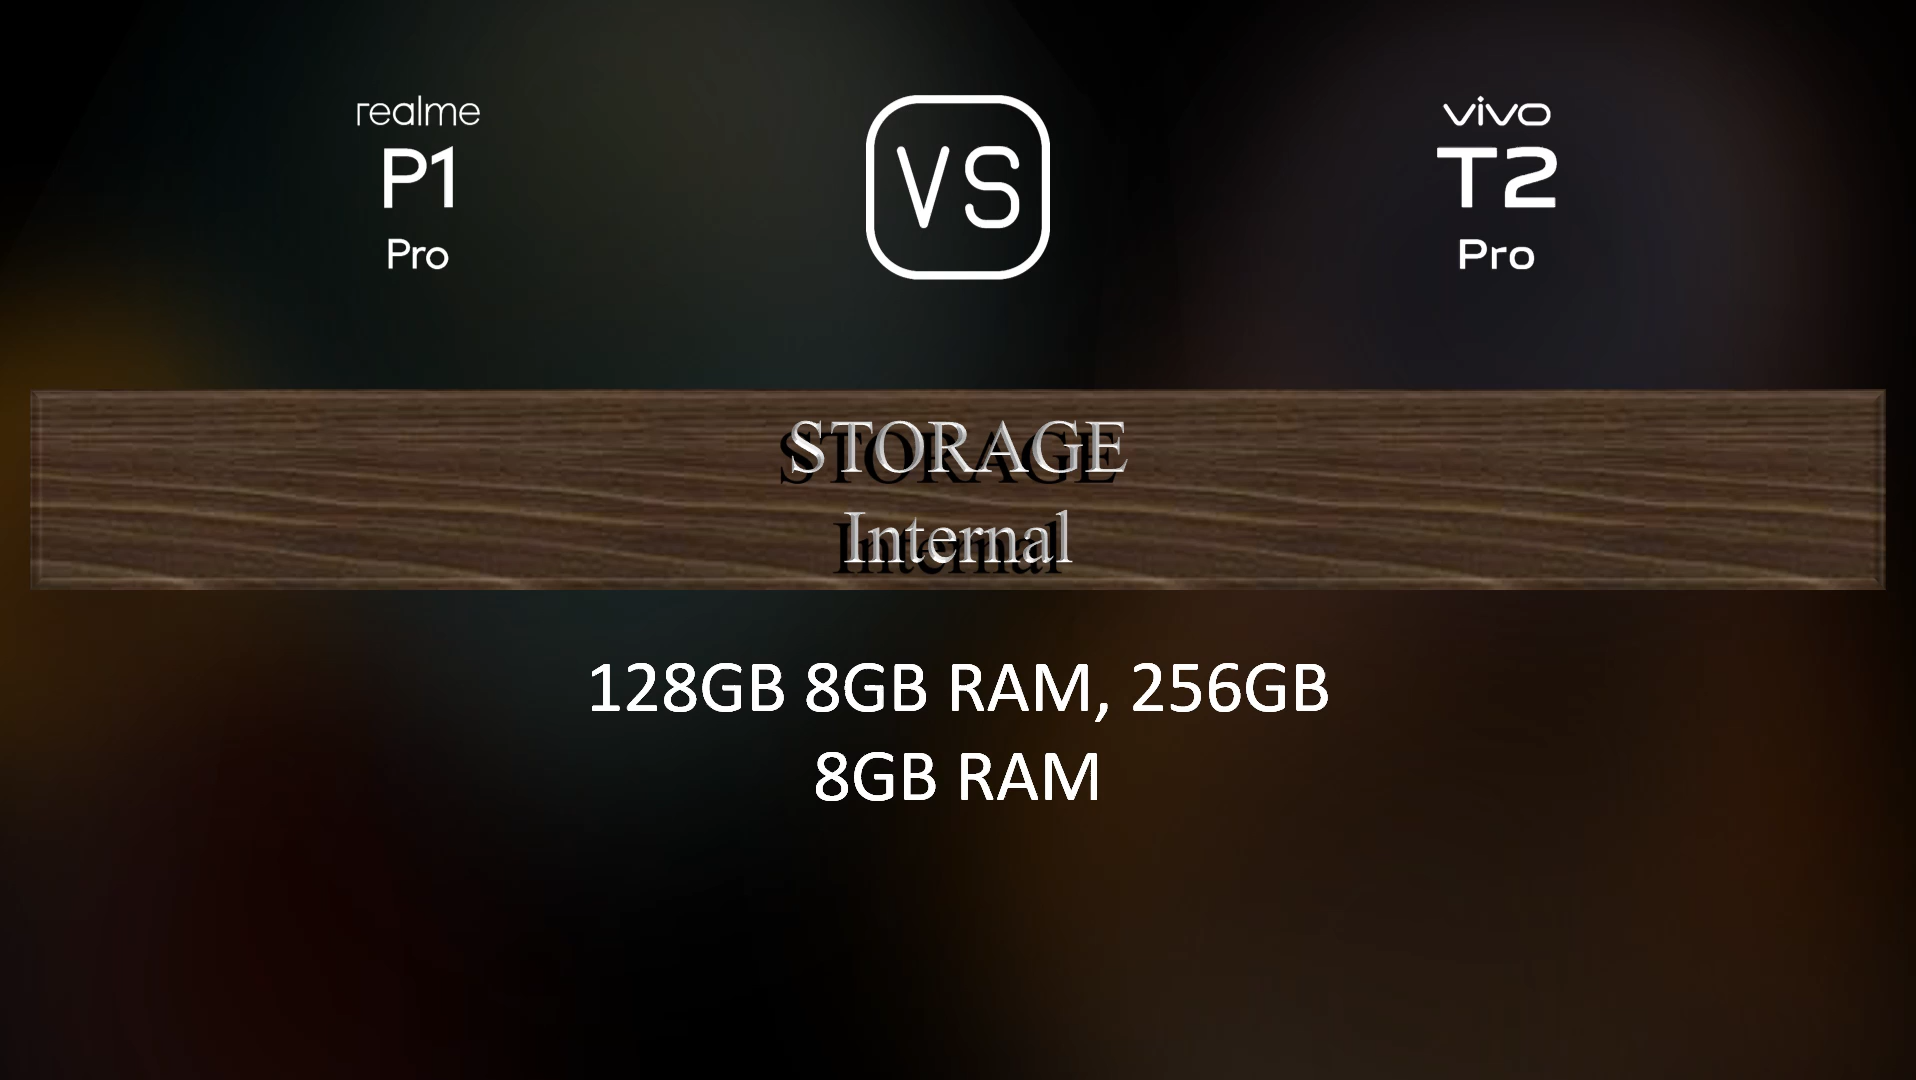 realme
P1
Pro
VS
vivo
T2
Pro
STORAGE
Internal
128GB 8GB RAM, 256GB
8GB RAM